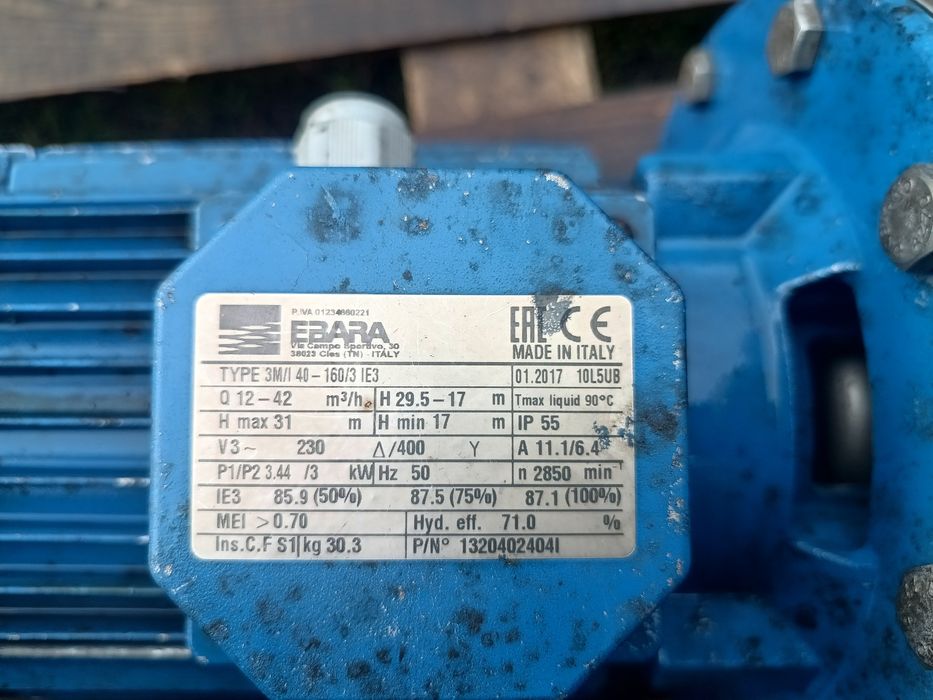 P.IVA 01234660221
EBARA
Via Campo Sportivo, 30
38023 Cles (TN) - ITALY
EAC CE
MADE IN ITALY
TYPE 3M/I 40-160/3 IE3 01.2017 10L5UB
Q 12-42 m³/h H 29.5-17 m Tmax liquid 90°C
H max 31 m H min 17 m IP 55
V3~ 230 Δ/400 Y A 11.1/6.4
P1/P2 3.44 /3 kW Hz 50 n 2850 min⁻¹
IE3 85.9 (50%) 87.5 (75%) 87.1 (100%)
MEI > 0.70 Hyd. eff. 71.0 %
Ins.C.F S1 kg 30.3 P/N° 1320402404I